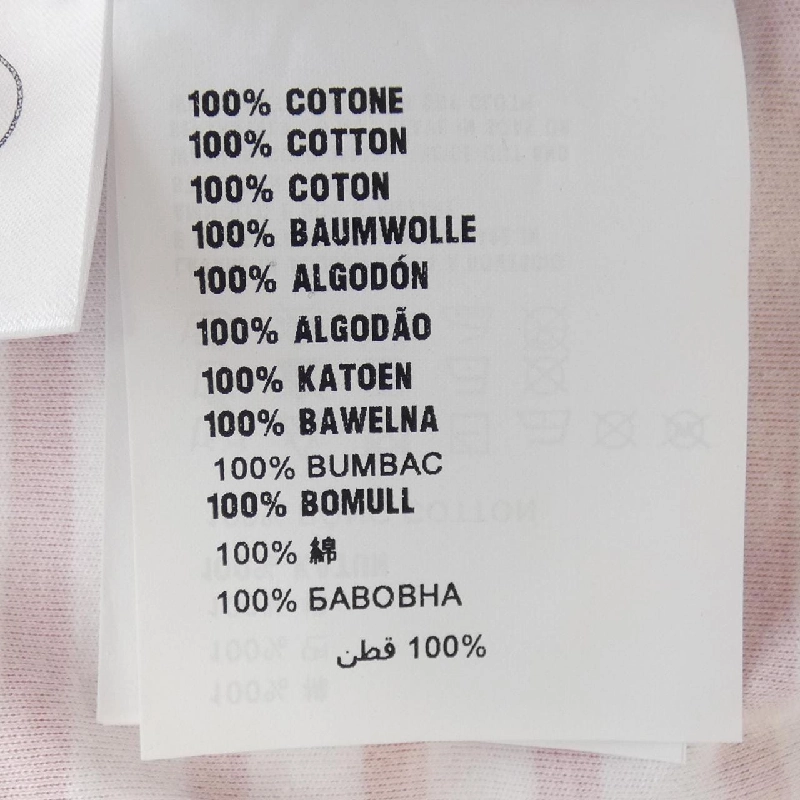 100% COTONE
100% COTTON
100% COTON
100% BAUMWOLLE
100% ALGODÓN
100% ALGODÃO
100% KATOEN
100% BAWELNA
100% BUMBAC
100% BOMULL
100% 綿
100% БАВОВНА
100% قطن